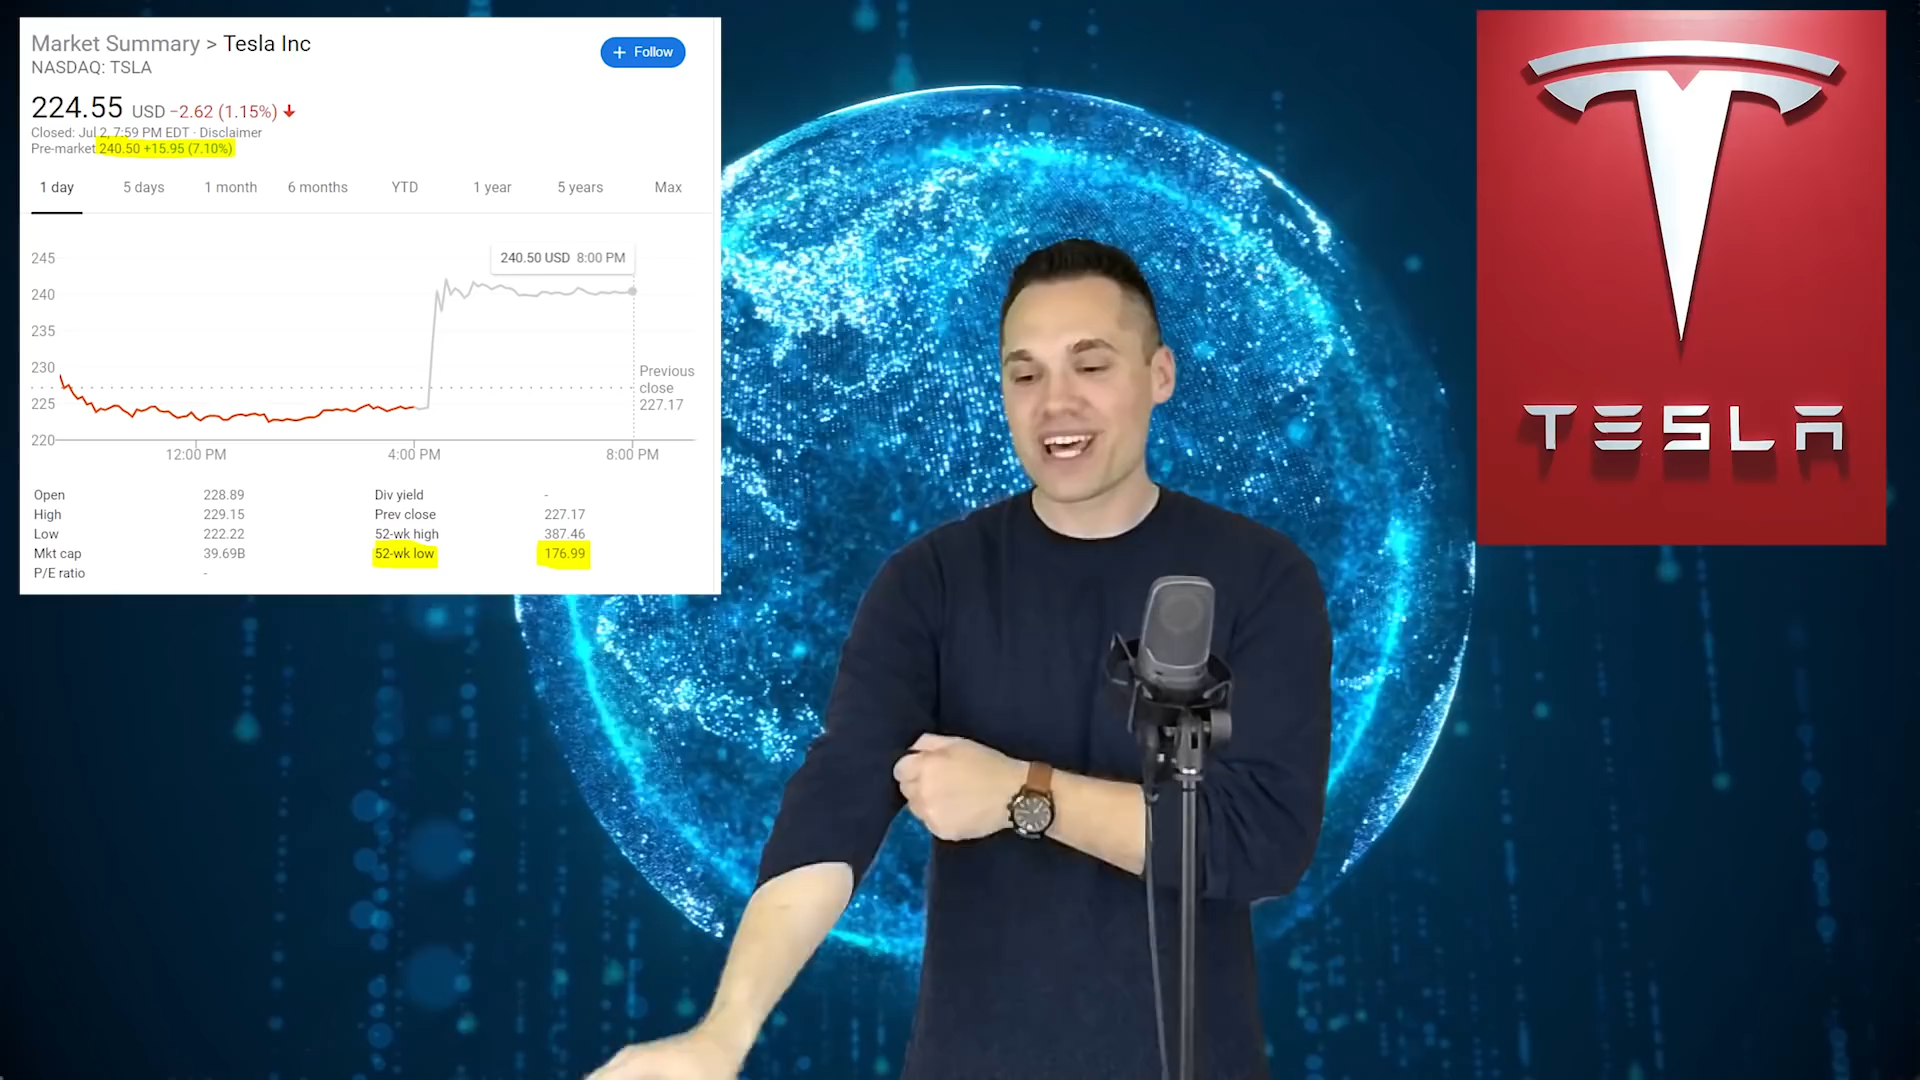 Market Summary > Tesla Inc
NASDAQ: TSLA
+ Follow
224.55 USD −2.62 (1.15%) ↓
Closed: Jul 2, 7:59 PM EDT · Disclaimer
Pre-market 240.50 +15.95 (7.10%)
1 day 5 days 1 month 6 months YTD 1 year 5 years Max
240.50 USD 8:00 PM
245
240
235
230
225
220
Previous
close
227.17
12:00 PM 4:00 PM 8:00 PM
Open 228.89 Div yield -
High 229.15 Prev close 227.17
Low 222.22 52-wk high 387.46
Mkt cap 39.69B 52-wk low 176.99
P/E ratio -
TESLA